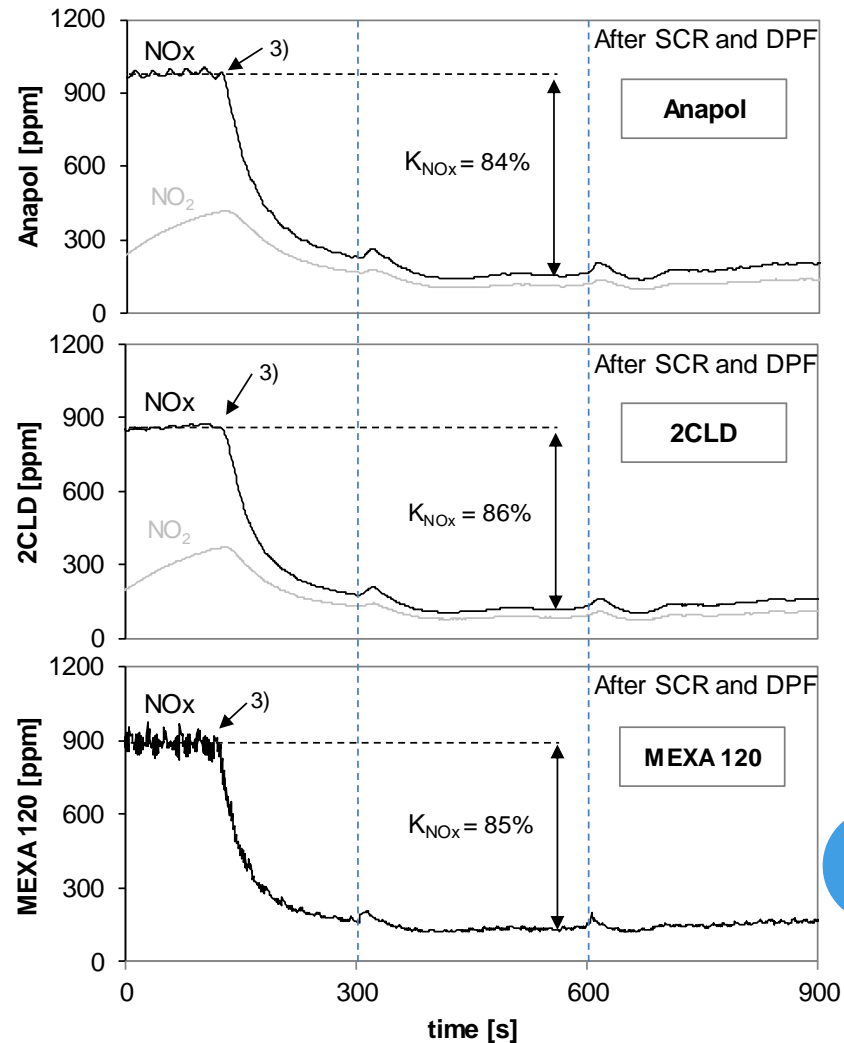 1200
900
600
300
0
Anapol [ppm]
NOx
3)
After SCR and DPF
Anapol
KNOx = 84%
NO2
1200
900
600
300
0
2CLD [ppm]
NOx
3)
After SCR and DPF
2CLD
KNOx = 86%
NO2
1200
900
600
300
0
MEXA 120 [ppm]
NOx
3)
After SCR and DPF
MEXA 120
KNOx = 85%
0 300 600 900
time [s]